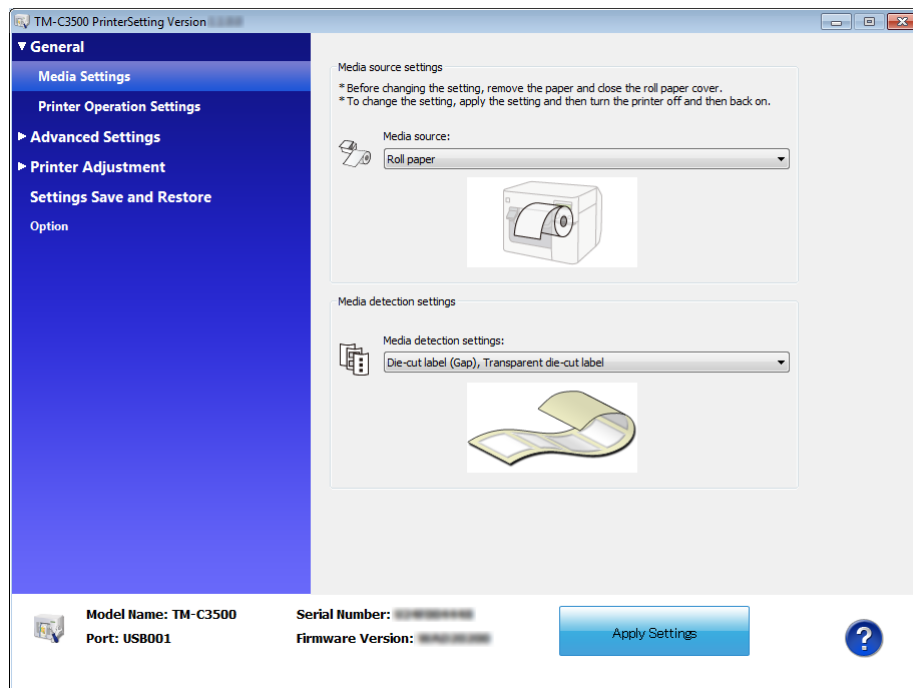 TM-C3500 PrinterSetting Version
General
Media Settings
Printer Operation Settings
Advanced Settings
Printer Adjustment
Settings Save and Restore
Option
Media source settings
* Before changing the setting, remove the paper and close the roll paper cover.
* To change the setting, apply the setting and then turn the printer off and then back on.
Media source:
Roll paper
Media detection settings
Media detection settings:
Die-cut label (Gap), Transparent die-cut label
Model Name: TM-C3500
Port: USB001
Serial Number:
Firmware Version:
Apply Settings
?